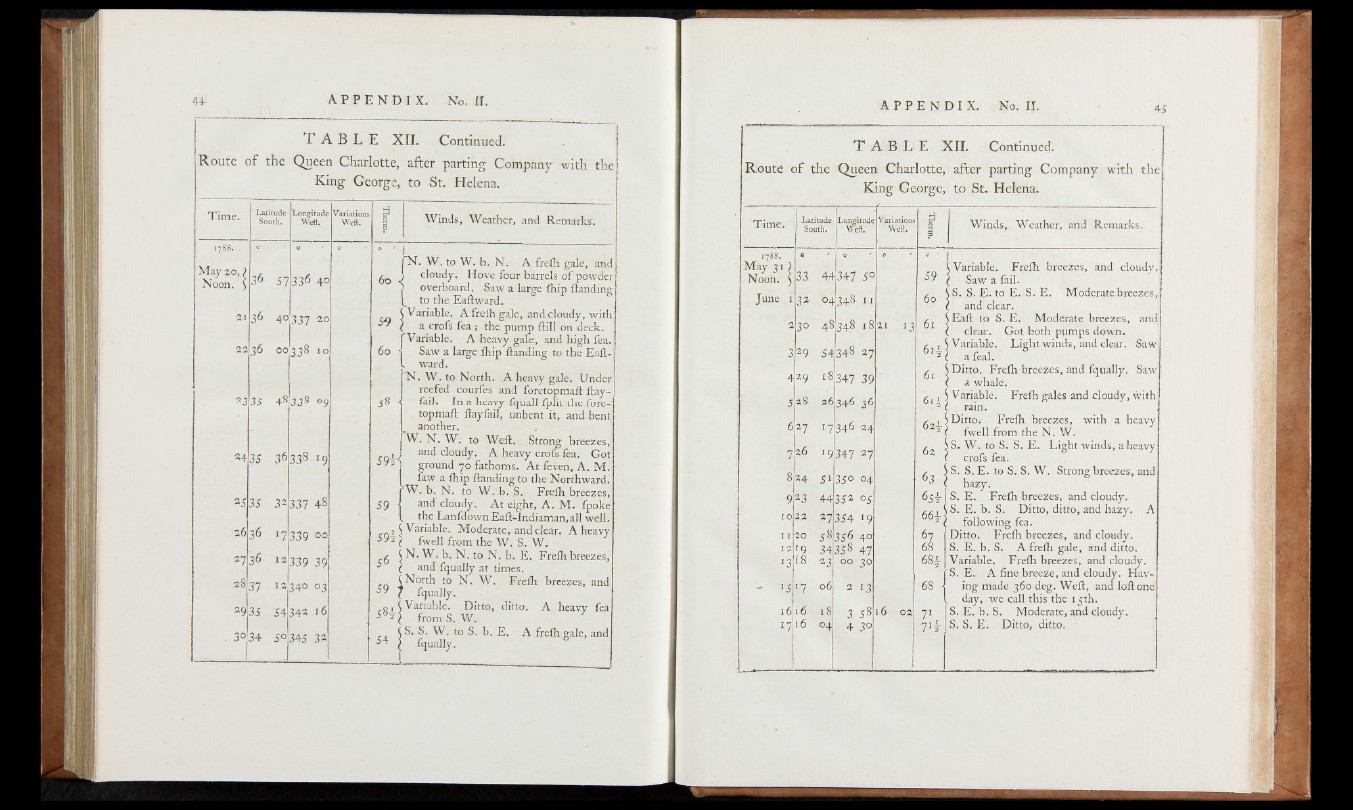 44 APPENDIX. No. II.
TABLE XII. Continued.
Route of the Queen Charlotte, after parting Company with the
King George, to St. Helena.
Time. Latitude South. Longitude Weſt. Variations Weſt. Therm. Winds, Weather, and Remarks.
1788. ° ′ ° ′ ° ′ ° ′
May 20, Noon. 36 57 336 40 60 N. W. to W. b. N. A freſh gale, and
cloudy. Hove four barrels of powder
overboard. Saw a large ſhip ſtanding
to the Eaſtward.
21 36 40 337 20 59 Variable. A freſh gale, and cloudy, with
a croſs ſea; the pump ſtill on deck.
22 36 00 338 10 60 Variable. A heavy gale, and high ſea.
Saw a large ſhip ſtanding to the Eaſt-
ward.
23 35 48 338 09 58 N. W. to North. A heavy gale. Under
reefed courſes and foretopmaſt ſtay-
ſail. In a heavy ſquall ſplit the fore-
topmaſt ſtayſail, unbent it, and bent
another.
24 35 36 338 19 59½ W. N. W. to Weſt. Strong breezes,
and cloudy. A heavy croſs ſea. Got
ground 70 fathoms. At ſeven, A. M.
ſaw a ſhip ſtanding to the Northward.
25 35 32 337 48 59 W. b. N. to W. b. S. Freſh breezes,
and cloudy. At eight, A. M. ſpoke
the Lanſdown Eaſt-Indiaman, all well.
26 36 17 339 00 59½ Variable. Moderate, and clear. A heavy
ſwell from the W. S. W.
27 36 12 339 39 56 N. W. b. N. to N. b. E. Freſh breezes,
and ſqually at times.
28 37 12 340 03 59 North to N. W. Freſh breezes, and
ſqually.
29 35 54 342 16 58½ Variable. Ditto, ditto. A heavy ſea
from S. W.
30 34 50 345 32 54 S. S. W. to S. b. E. A freſh gale, and
ſqually.
APPENDIX. No. II. 45
TABLE XII. Continued.
Route of the Queen Charlotte, after parting Company with the
King George, to St. Helena.
Time. Latitude South. Longitude Weſt. Variations Weſt. Therm. Winds, Weather, and Remarks.
1788. ° ′ ° ′ ° ′ ° ′
May 31 Noon. 33 44 347 50 59 Variable. Freſh breezes, and cloudy.
Saw a ſail.
June 1 32 04 348 11 60 S. S. E. to E. S. E. Moderate breezes,
and clear.
2 30 48 348 18 21 13 61 Eaſt to S. E. Moderate breezes, and
clear. Got both pumps down.
3 29 54 348 27 61½ Variable. Light winds, and clear. Saw
a ſeal.
4 29 18 347 39 61 Ditto. Freſh breezes, and ſqually. Saw
a whale.
5 28 26 346 36 61½ Variable. Freſh gales and cloudy, with
rain.
6 27 17 346 24 62½ Ditto. Freſh breezes, with a heavy
ſwell from the N. W.
7 26 19 347 27 62 S. W. to S. S. E. Light winds, a heavy
croſs ſea.
8 24 51 350 04 63 S. S. E. to S. S. W. Strong breezes, and
hazy.
9 23 44 352 05 65½ S. E. Freſh breezes, and cloudy.
10 22 27 354 19 66½ S. E. b. S. Ditto, ditto, and hazy. A
following ſea.
11 20 58 356 40 67 Ditto. Freſh breezes, and cloudy.
12 19 34 358 47 68 S. E. b. S. A freſh gale, and ditto.
13 18 23 00 30 68½ Variable. Freſh breezes, and cloudy.
15 17 06 2 13 68 S. E. A fine breeze, and cloudy. Hav-
ing made 360 deg. Weſt, and loſt one
day, we call this the 15th.
16 16 18 3 58 16 02 71 S. E. b. S. Moderate, and cloudy.
17 16 04 4 30 71½ S. S. E. Ditto, ditto.